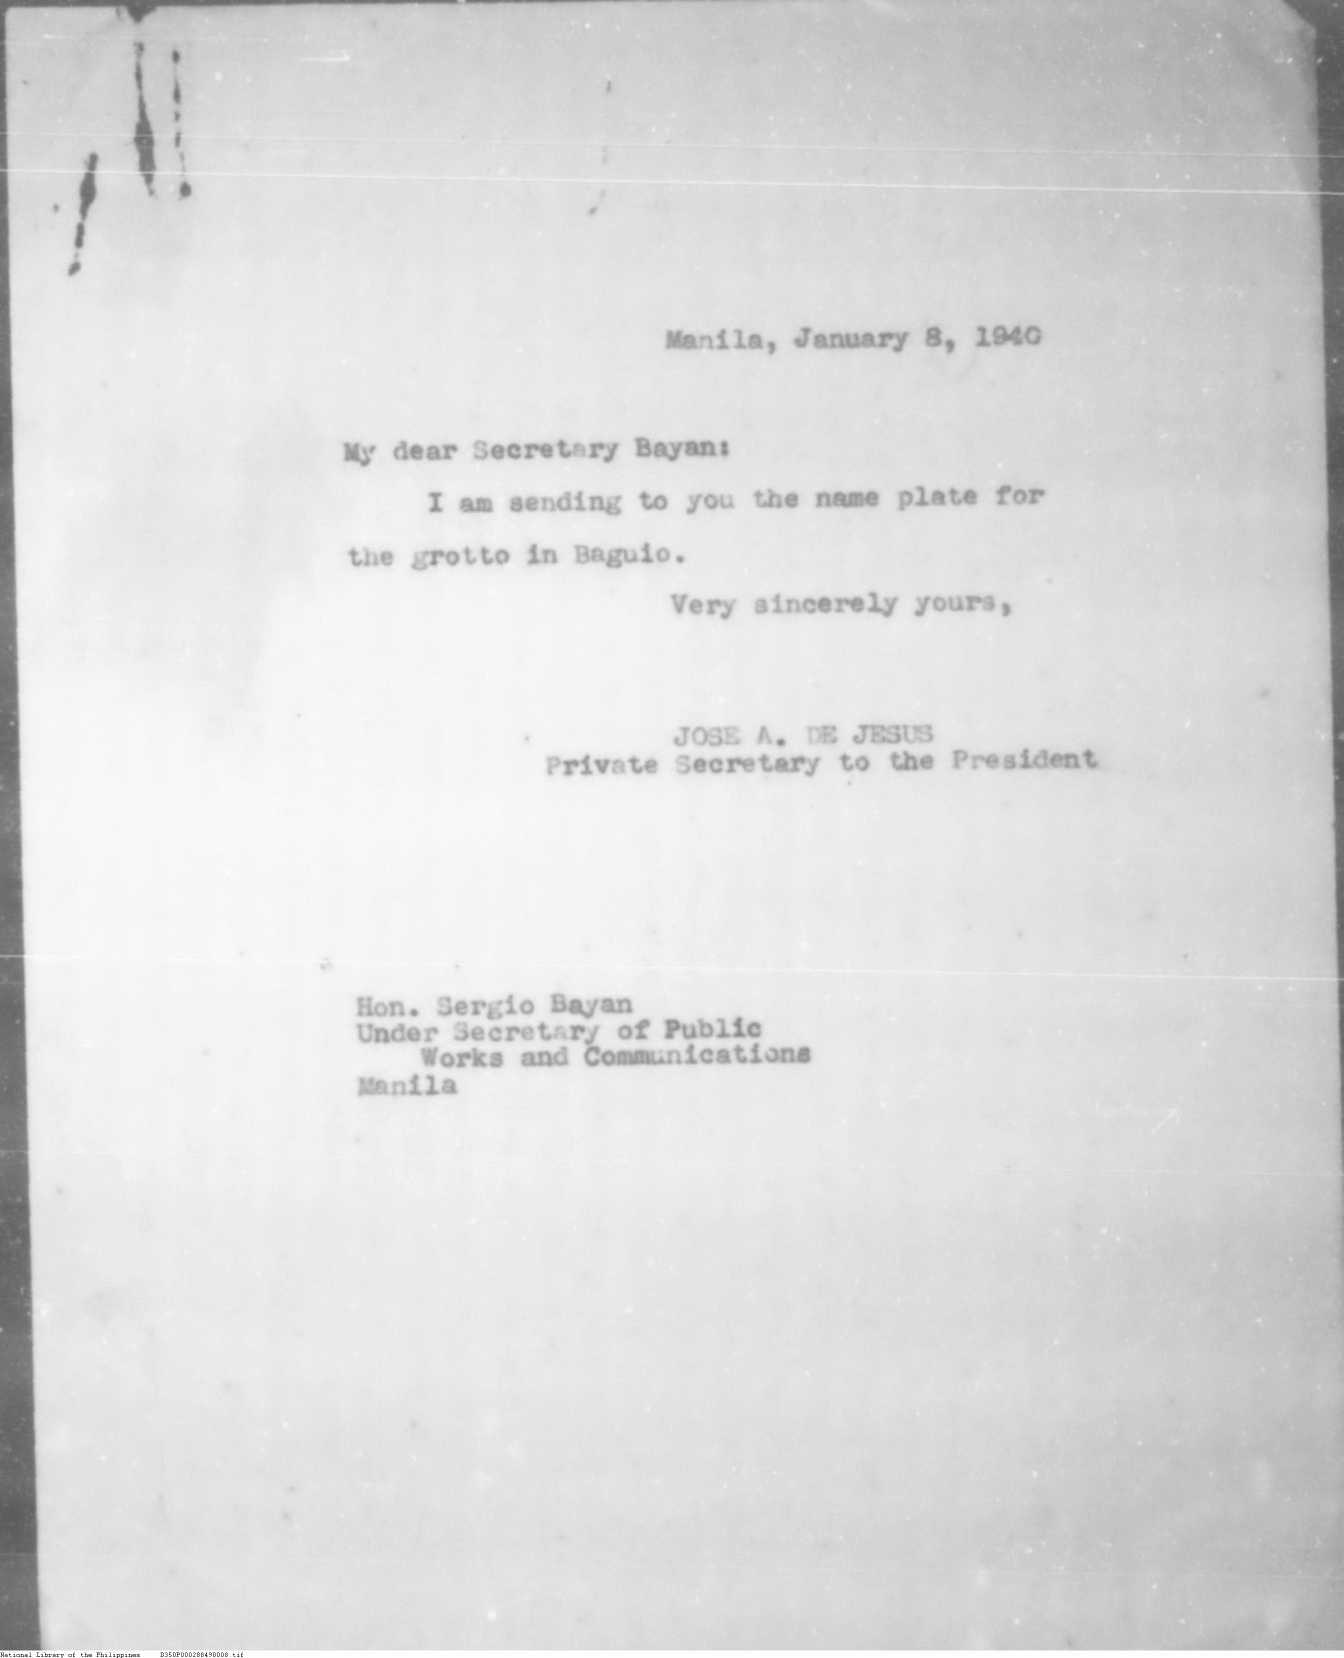 Manila, January 8, 1940
My dear Secretary Bayan:
I am sending to you the name plate for
the grotto in Baguio.
Very sincerely yours,
JOSE A. DE JESUS
Private Secretary to the President
Hon. Sergio Bayan
Under Secretary of Public
Works and Communications
Manila
National Library of the Philippines B350P000288498008.tif